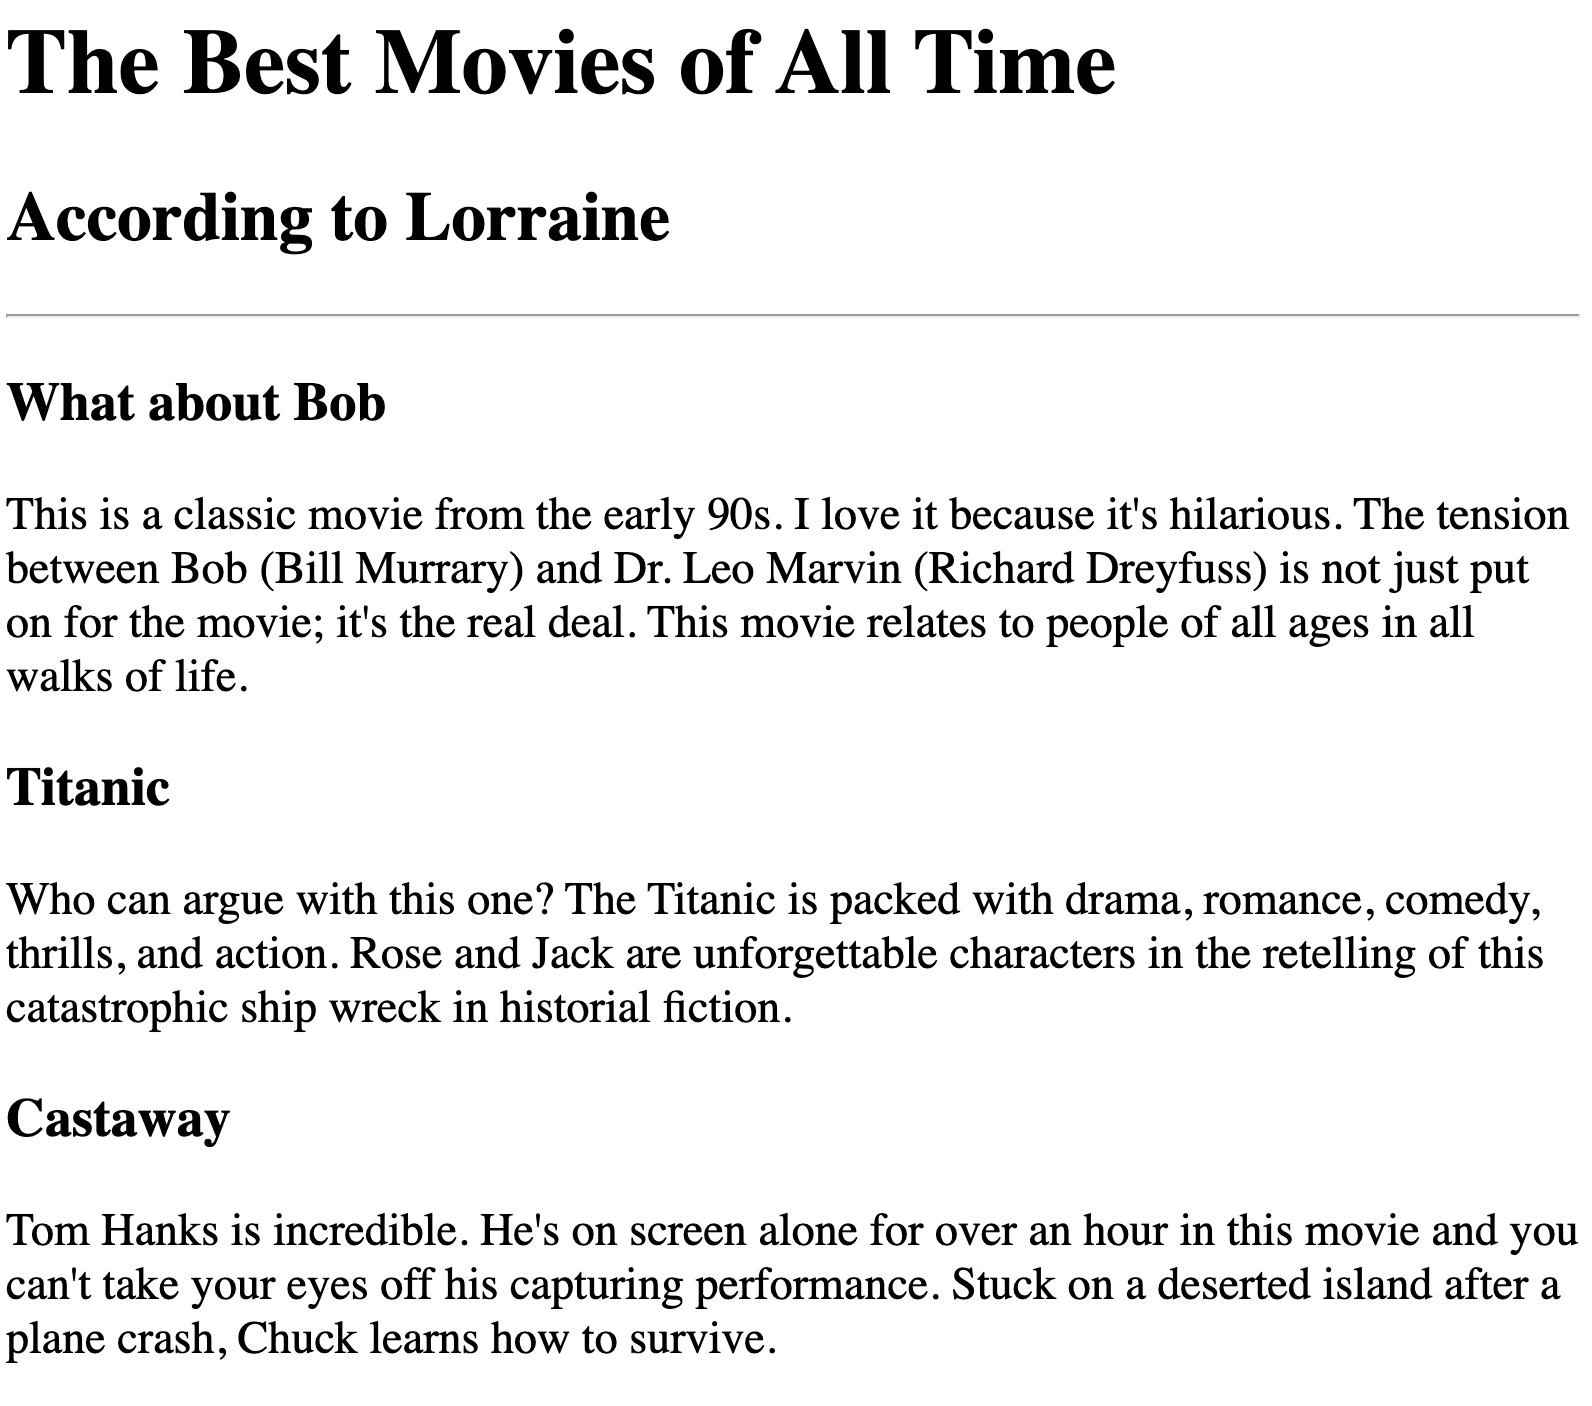 The Best Movies of All Time
According to Lorraine
What about Bob
This is a classic movie from the early 90s. I love it because it's hilarious. The tension
between Bob (Bill Murrary) and Dr. Leo Marvin (Richard Dreyfuss) is not just put
on for the movie; it's the real deal. This movie relates to people of all ages in all
walks of life.
Titanic
Who can argue with this one? The Titanic is packed with drama, romance, comedy,
thrills, and action. Rose and Jack are unforgettable characters in the retelling of this
catastrophic ship wreck in historial fiction.
Castaway
Tom Hanks is incredible. He's on screen alone for over an hour in this movie and you
can't take your eyes off his capturing performance. Stuck on a deserted island after a
plane crash, Chuck learns how to survive.